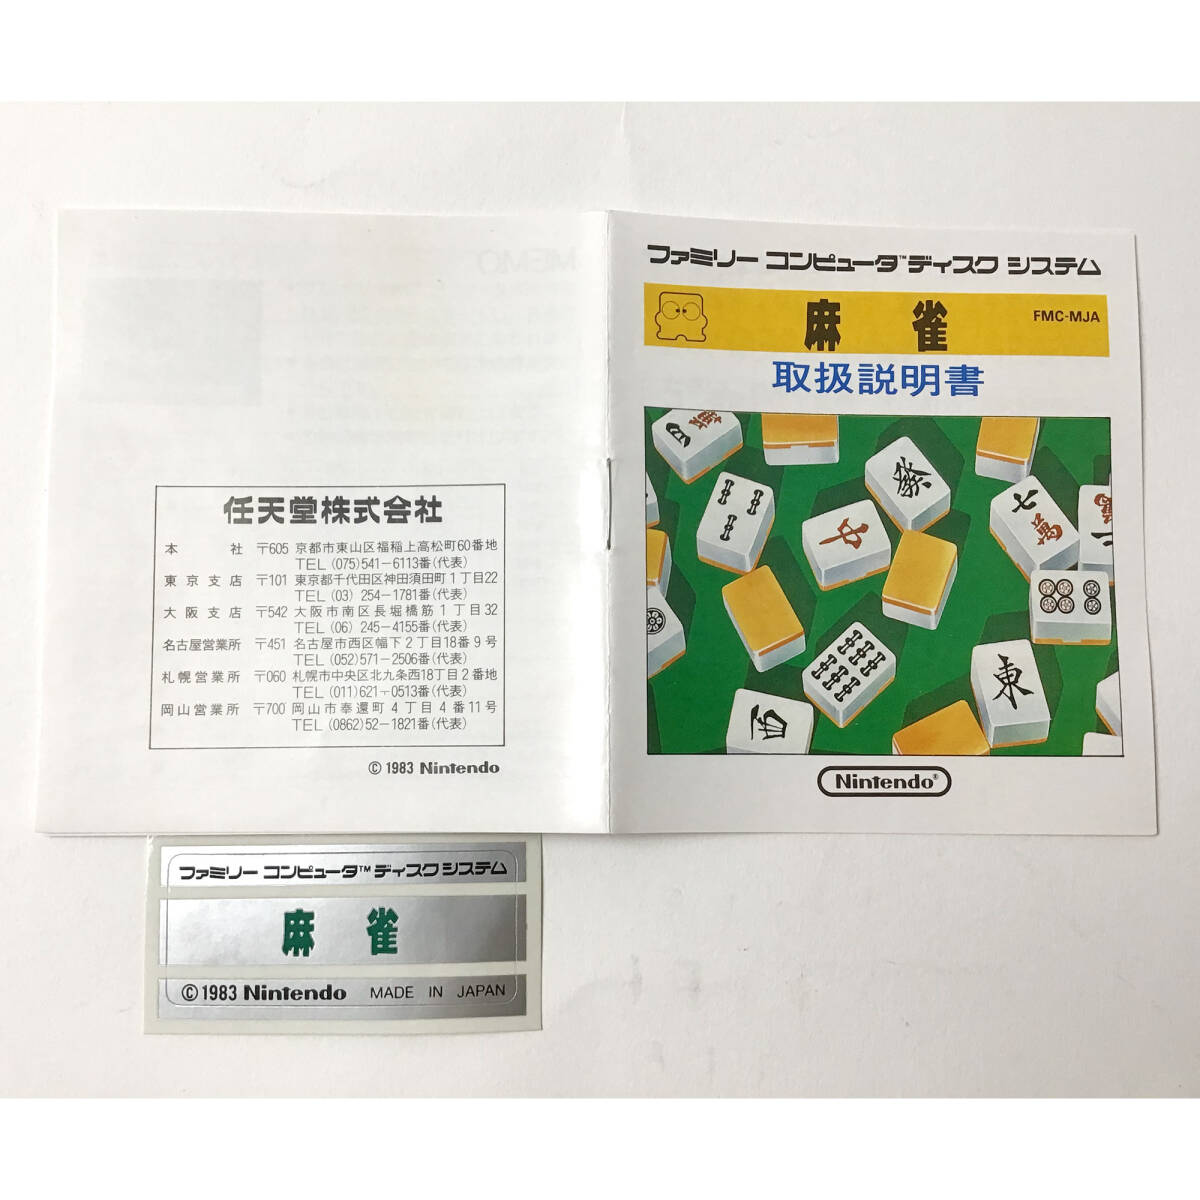 MEMO
任天堂株式会社
本社 〒605 京都市東山区福稲上高松町60番地
TEL (075)541-6113番(代表)
東京支店 〒101 東京都千代田区神田須田町1丁目22
TEL (03) 254-1781番(代表)
大阪支店 〒542 大阪市南区長堀橋筋1丁目32
TEL (06) 245-4155番(代表)
名古屋営業所 〒451 名古屋市西区幅下2丁目18番9号
TEL (052)571-2506番(代表)
札幌営業所 〒060 札幌市中央区北九条西18丁目2番地
TEL (011)621-0513番(代表)
岡山営業所 〒700 岡山市奉還町4丁目4番11号
TEL (0862)52-1821番(代表)
© 1983 Nintendo
ファミリー コンピュータ™ ディスク システム
麻雀 FMC-MJA
取扱説明書
四萬
發
中
七萬
東
西
Nintendo®
ファミリー コンピュータ™ ディスク システム
麻雀
©1983 Nintendo MADE IN JAPAN